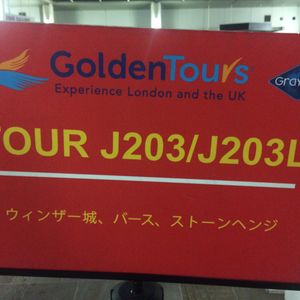 GoldenTours
Experience London and the UK
Gray
TOUR J203/J203L
ウィンザー城、バース、ストーンヘンジ